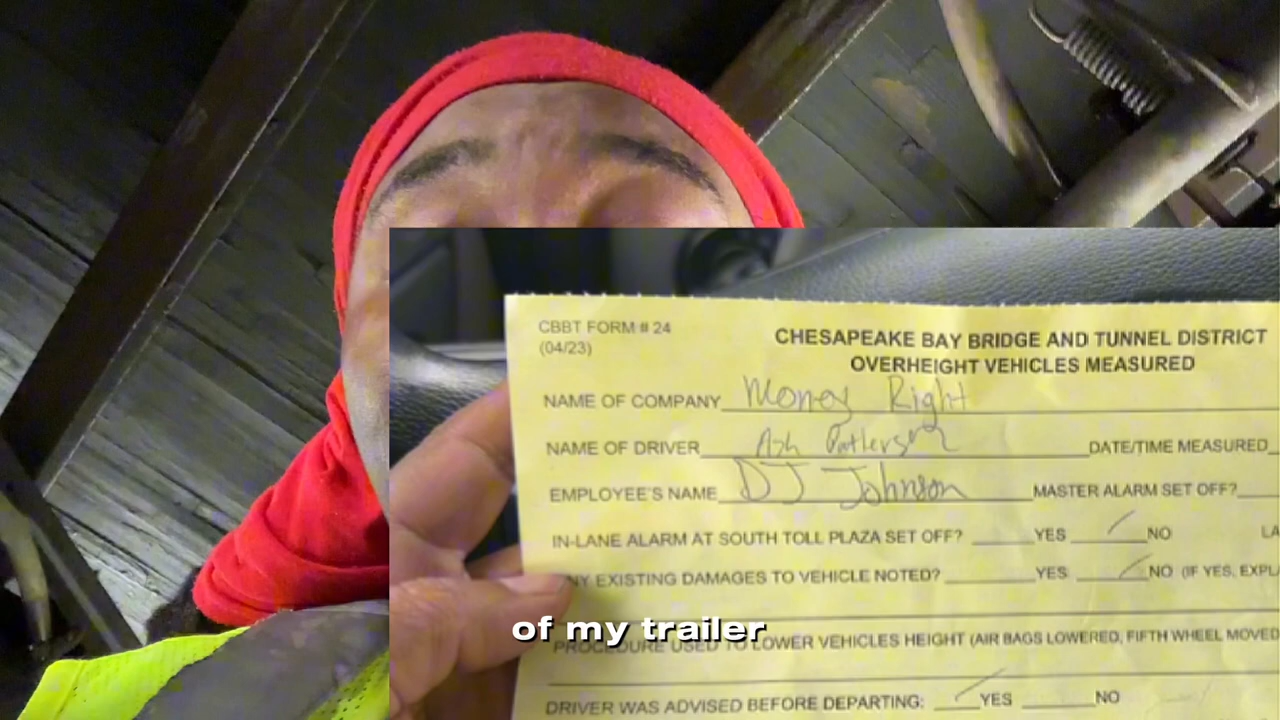 CBBT FORM # 24
(04/23)
CHESAPEAKE BAY BRIDGE AND TUNNEL DISTRICT
OVERHEIGHT VEHICLES MEASURED
NAME OF COMPANY Money Right
NAME OF DRIVER Ash Patterson DATE/TIME MEASURED
EMPLOYEE'S NAME DJ Johnson MASTER ALARM SET OFF?
IN-LANE ALARM AT SOUTH TOLL PLAZA SET OFF? YES NO LA
NY EXISTING DAMAGES TO VEHICLE NOTED? YES NO (IF YES, EXPLA
of my trailer
PROCEDURE USED TO LOWER VEHICLES HEIGHT (AIR BAGS LOWERED, FIFTH WHEEL MOVED
DRIVER WAS ADVISED BEFORE DEPARTING: YES NO